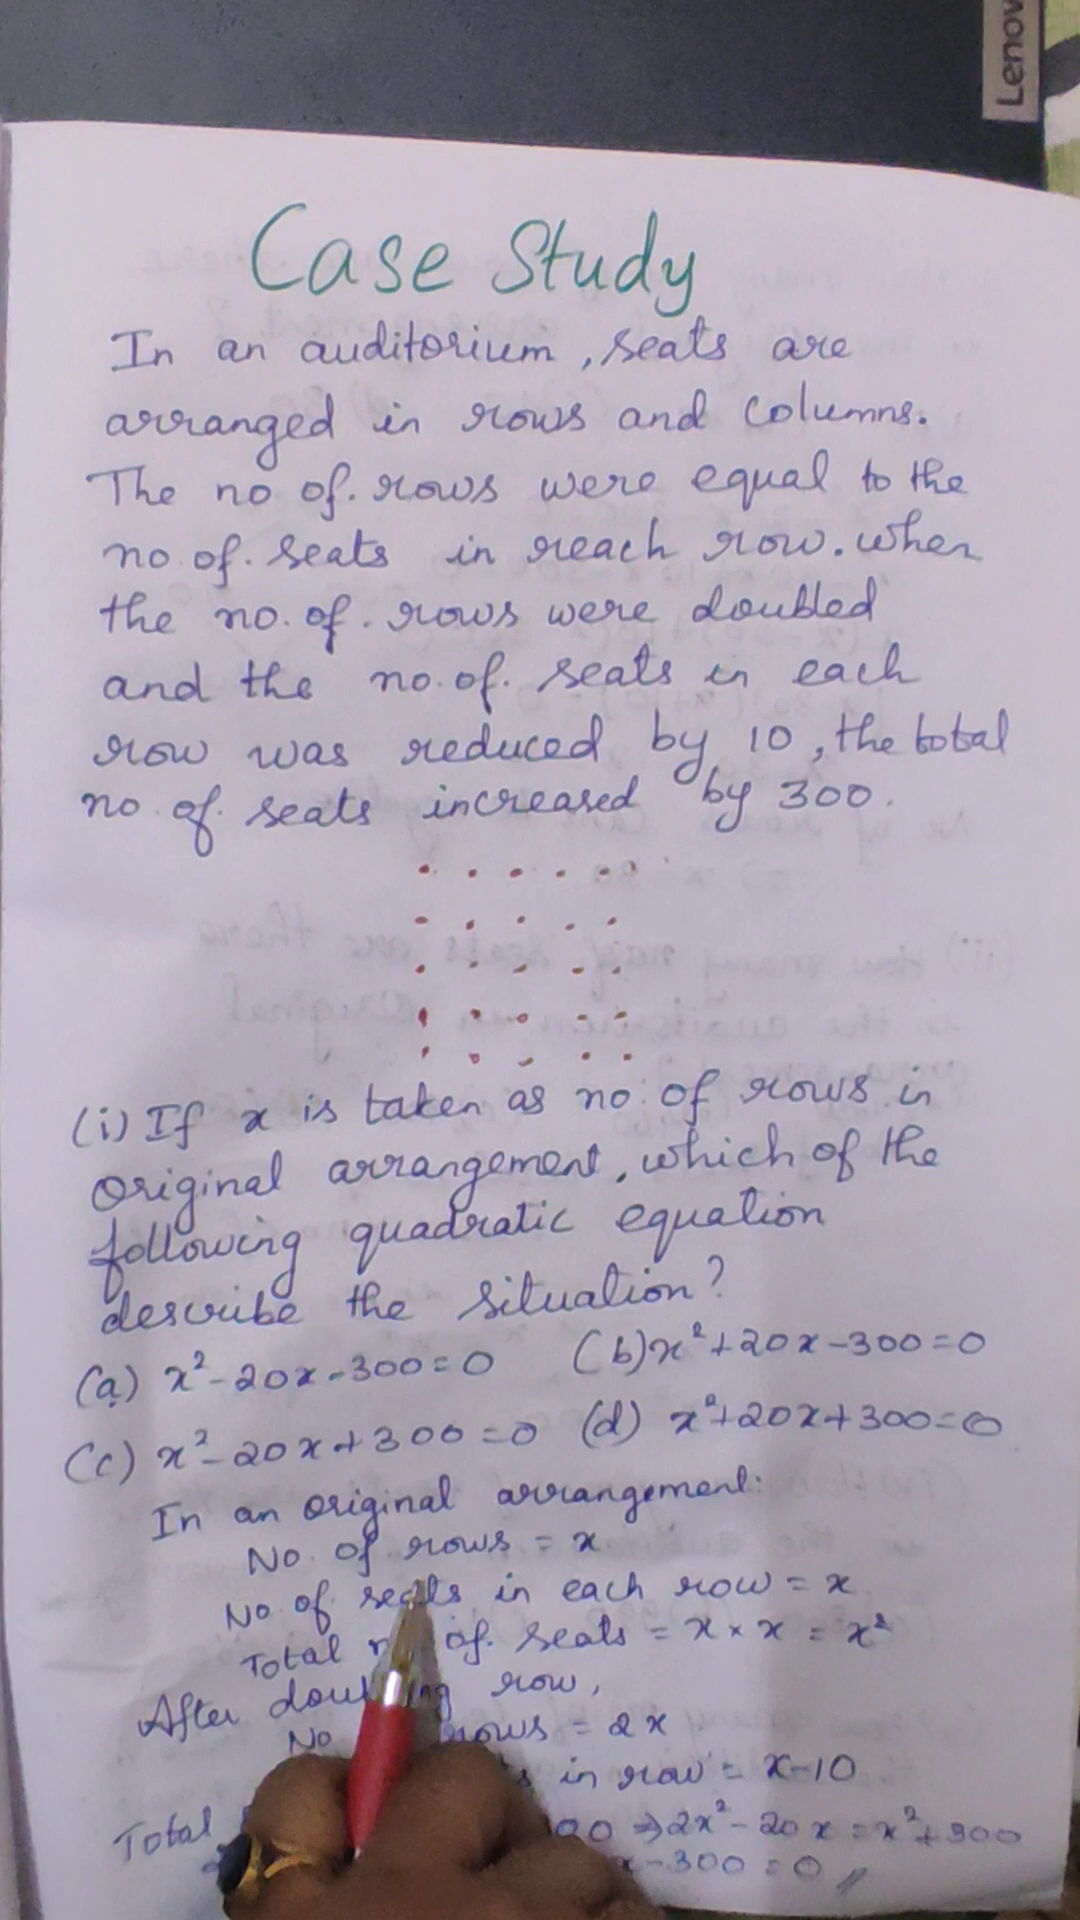 Lenov
Case Study
In an auditorium, seats are
arranged in rows and columns.
The no of. rows were equal to the
no of. seats in reach row. when
the no. of. rows were doubled
and the no. of. seats in each
row was reduced by 10, the total
no. of. seats increased by 300.
(i) If x is taken as no. of rows in
original arrangement, which of the
following quadratic equation
describe the situation?
(a) x²-20x-300=0 (b) x²+20x-300=0
(c) x²-20x+300=0 (d) x²+20x+300=0
In an original arrangement:
No. of rows = x
No. of seats in each row = x
Total of. seats = x × x = x²
After doubling row,
No rows = 2x
in row = x-10
Total 00 ⇒ 2x²-20x = x²+300
x-300=0 //